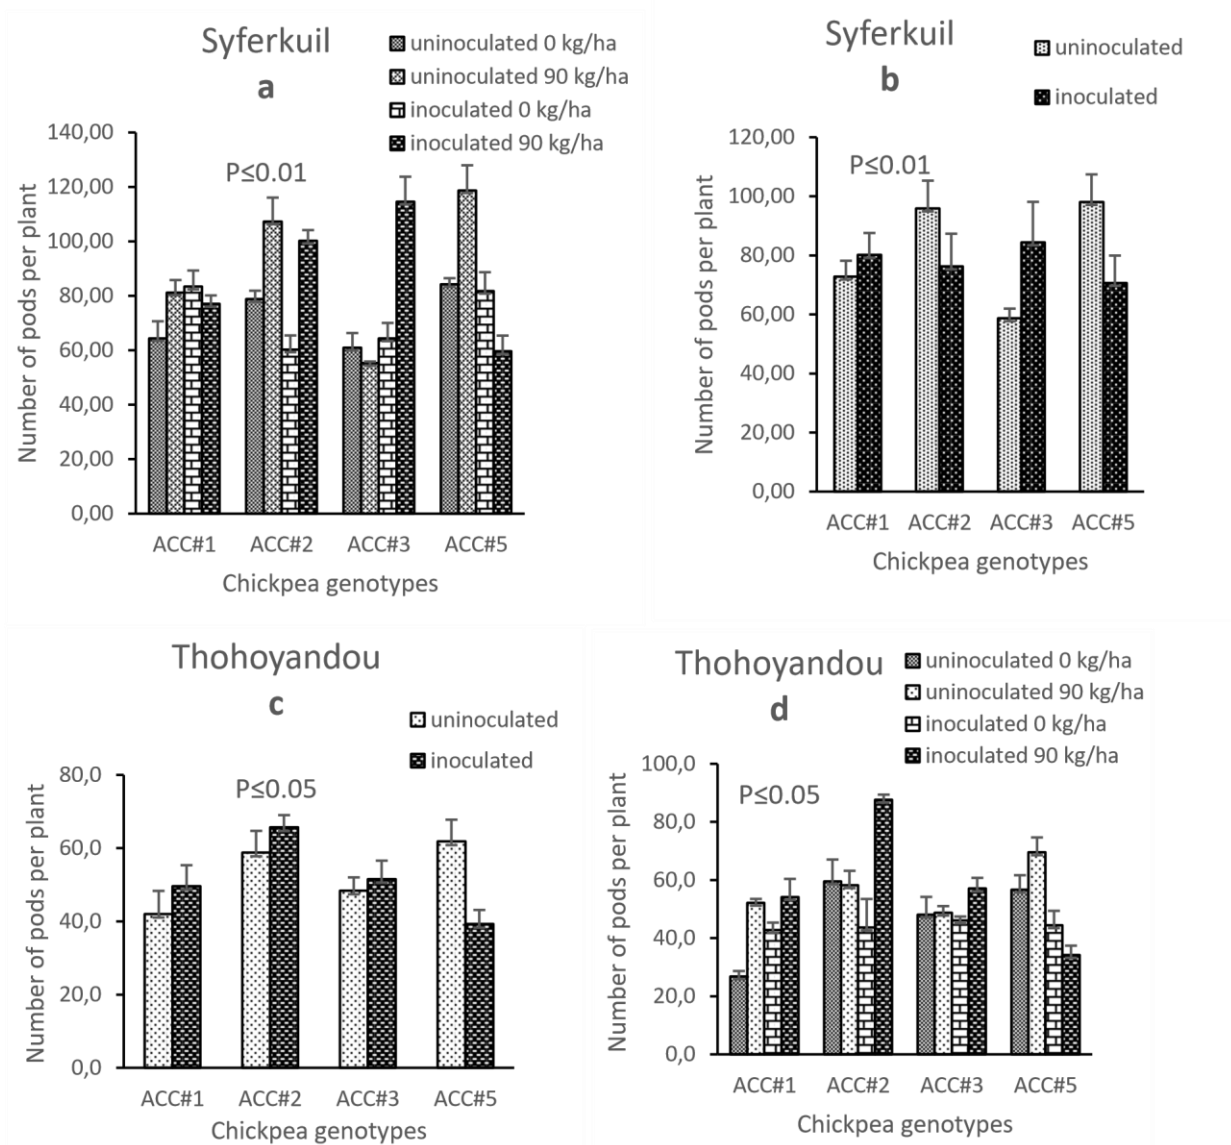 Syferkuil
a
uninoculated 0 kg/ha
uninoculated 90 kg/ha
inoculated 0 kg/ha
inoculated 90 kg/ha
P≤0.01
Number of pods per plant
140,00
120,00
100,00
80,00
60,00
40,00
20,00
0,00
ACC#1 ACC#2 ACC#3 ACC#5
Chickpea genotypes
Syferkuil
b
uninoculated
inoculated
P≤0.01
Number of pods per plant
120,00
100,00
80,00
60,00
40,00
20,00
0,00
ACC#1 ACC#2 ACC#3 ACC#5
Chickpea genotypes
Thohoyandou
c
uninoculated
inoculated
P≤0.05
Number of pods per plant
80,0
60,0
40,0
20,0
0,0
ACC#1 ACC#2 ACC#3 ACC#5
Chickpea genotypes
Thohoyandou
d
uninoculated 0 kg/ha
uninoculated 90 kg/ha
inoculated 0 kg/ha
inoculated 90 kg/ha
P≤0.05
Number of pods per plant
100,0
80,0
60,0
40,0
20,0
0,0
ACC#1 ACC#2 ACC#3 ACC#5
Chickpea genotypes